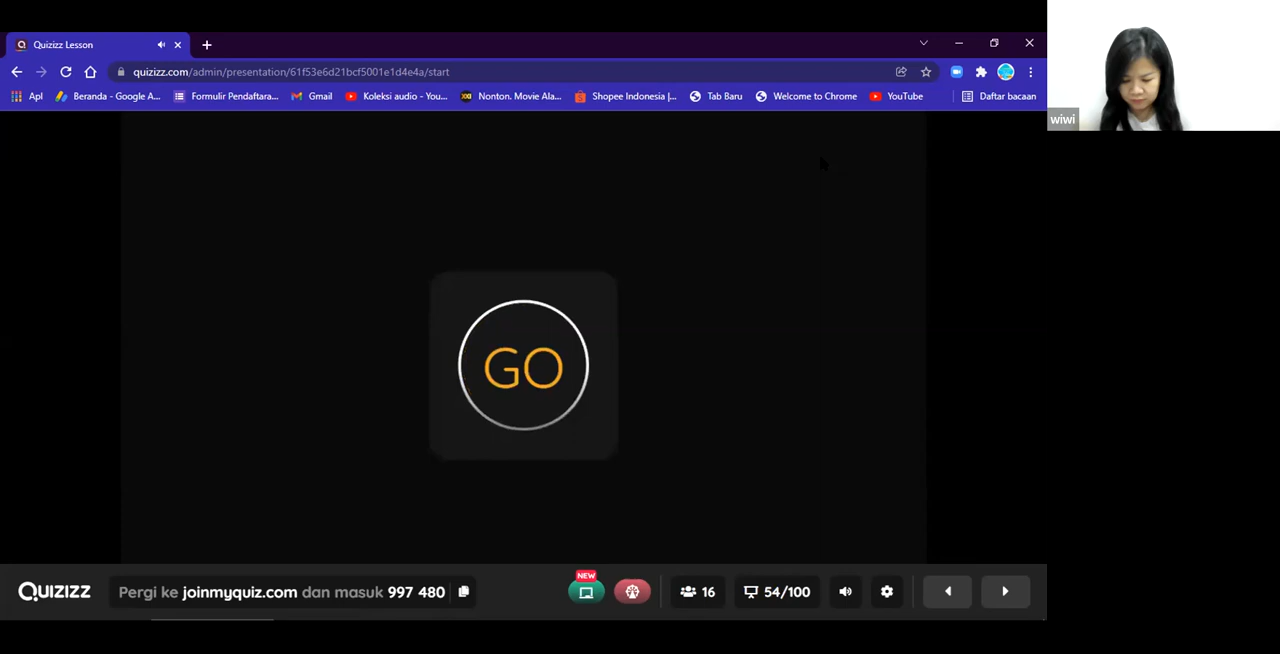 Quizizz Lesson
quizizz.com/admin/presentation/61f53e6d21bcf5001e1d4e4a/start
Apl
Beranda - Google A...
Formulir Pendaftara...
Gmail
Koleksi audio - You...
Nonton. Movie Ala...
Shopee Indonesia |...
Tab Baru
Welcome to Chrome
YouTube
Daftar bacaan
wiwi
GO
QUIZIZZ
Pergi ke joinmyquiz.com dan masuk 997 480
NEW
16
54/100